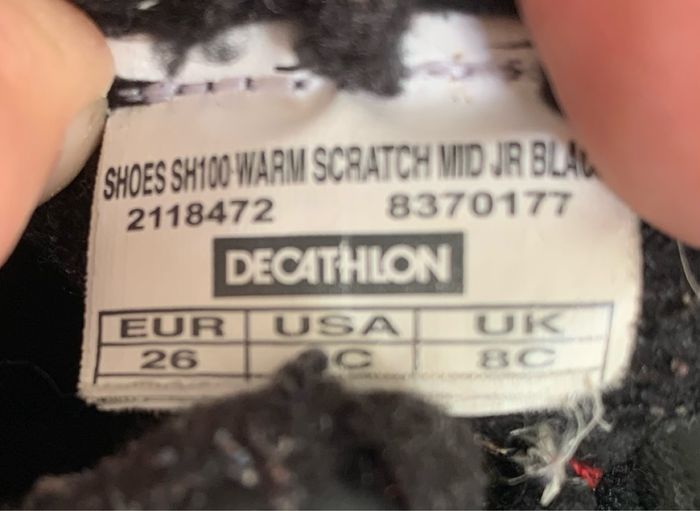 SHOES SH100 WARM SCRATCH MID JR
2118472 8370177
DECATHLON
EUR USA UK
26 8C